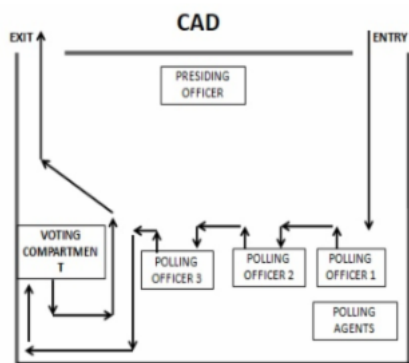 CAD
EXIT
ENTRY
PRESIDING
OFFICER
VOTING
COMPARTMEN
T
POLLING
OFFICER 3
POLLING
OFFICER 2
POLLING
OFFICER 1
POLLING
AGENTS